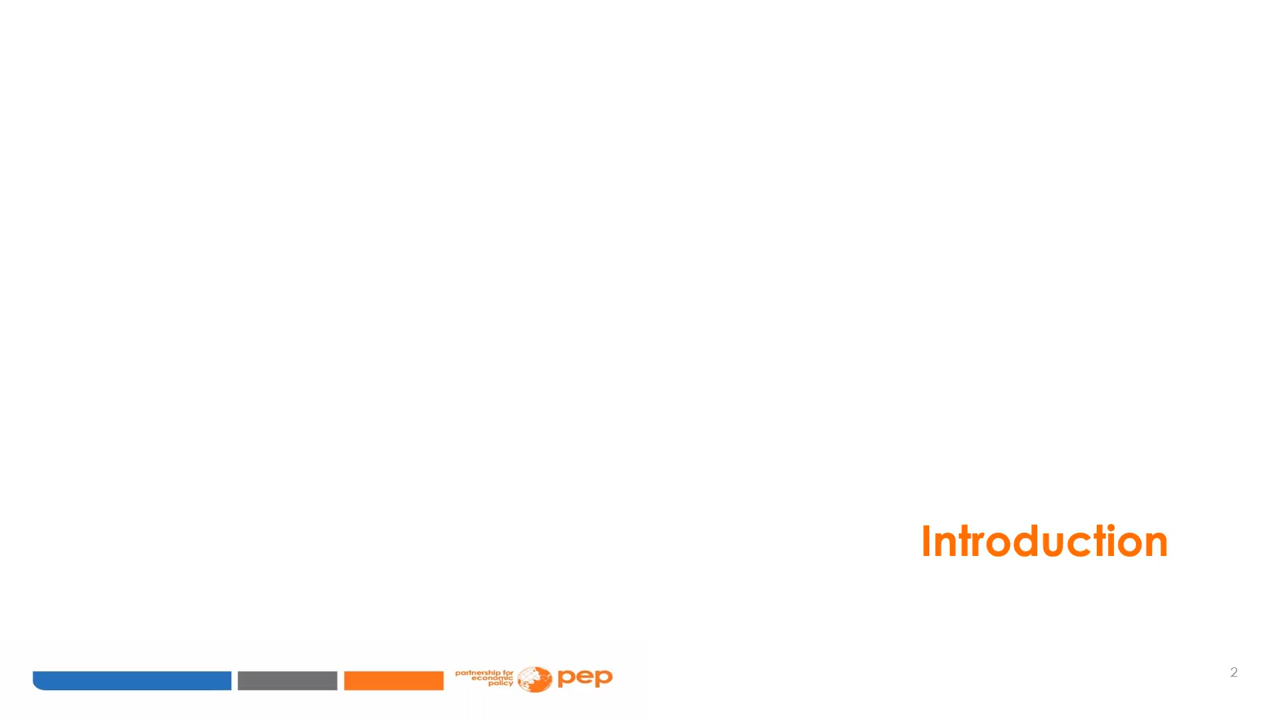 Introduction
partnership for
economic
policy
pep
2